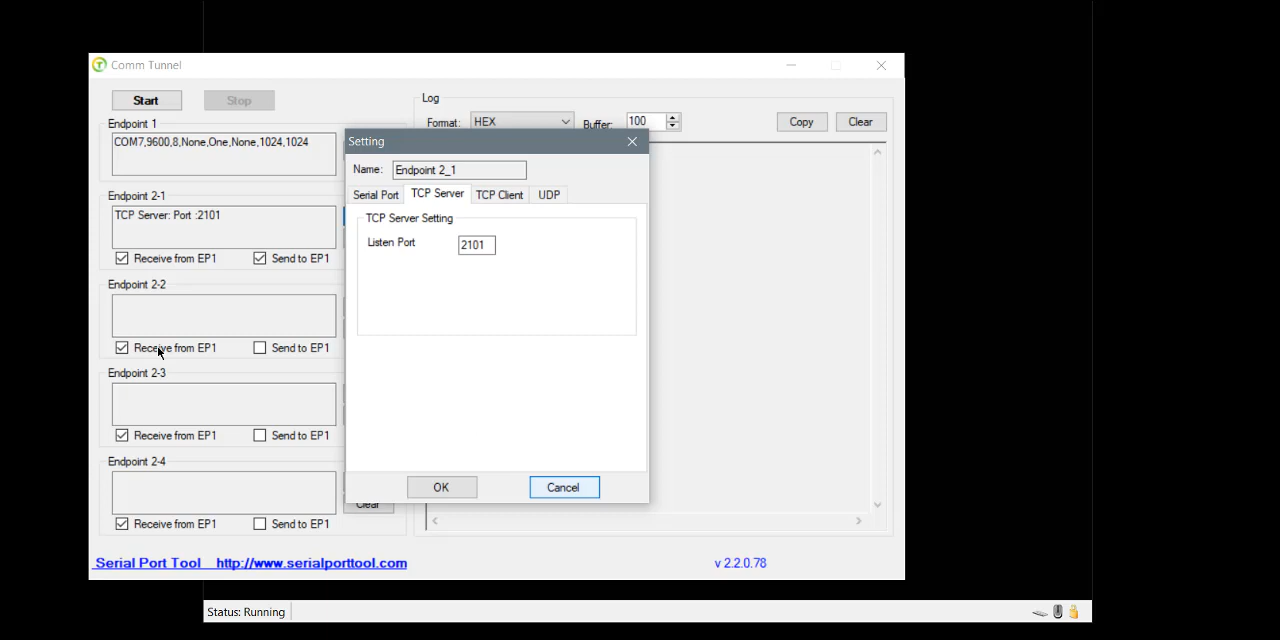 Comm Tunnel
Start
Stop
Endpoint 1
COM7,9600,8,None,One,None,1024,1024
Endpoint 2-1
TCP Server: Port :2101
Receive from EP1
Send to EP1
Endpoint 2-2
Receive from EP1
Send to EP1
Endpoint 2-3
Receive from EP1
Send to EP1
Endpoint 2-4
Clear
Receive from EP1
Send to EP1
Log
Format:
HEX
Buffer:
100
Copy
Clear
Setting
Name:
Endpoint 2_1
Serial Port
TCP Server
TCP Client
UDP
TCP Server Setting
Listen Port
2101
OK
Cancel
Serial Port Tool http://www.serialporttool.com
v 2.2.0.78
Status: Running